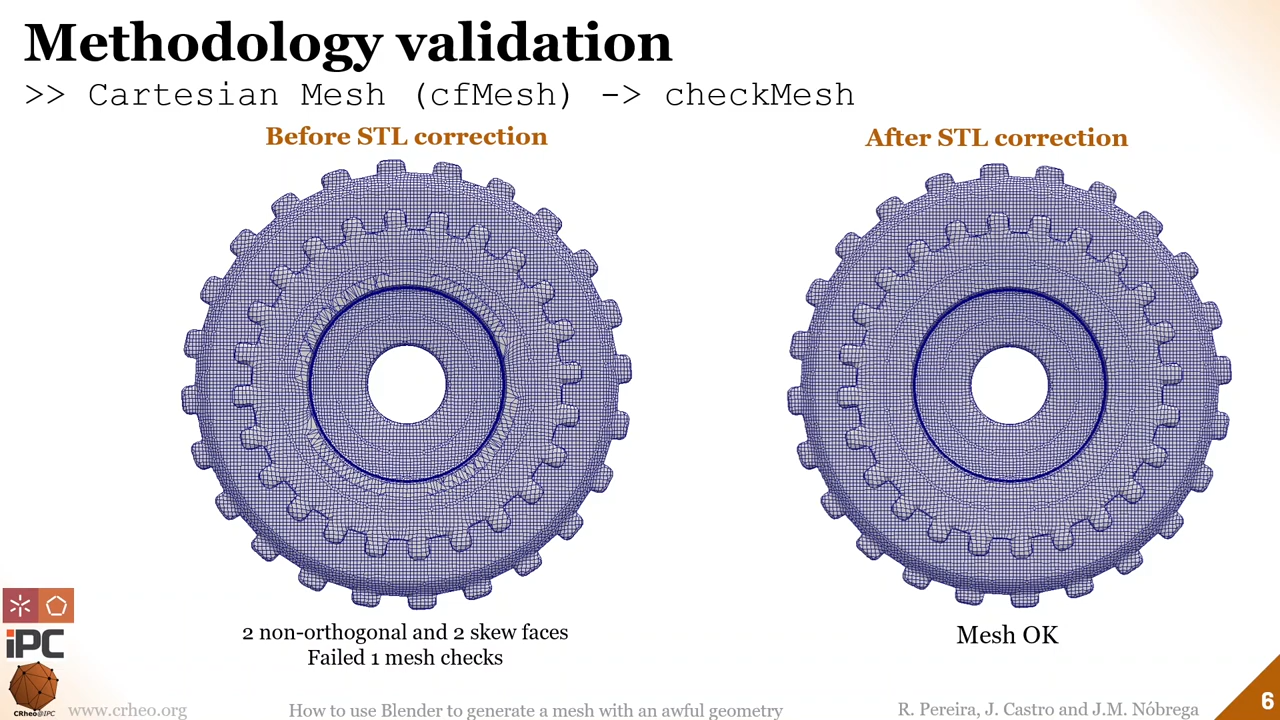 Methodology validation
>> Cartesian Mesh (cfMesh) -> checkMesh
Before STL correction
After STL correction
2 non-orthogonal and 2 skew faces
Failed 1 mesh checks
Mesh OK
iPC
CRheo@IPC
www.crheo.org
How to use Blender to generate a mesh with an awful geometry
R. Pereira, J. Castro and J.M. Nóbrega
6